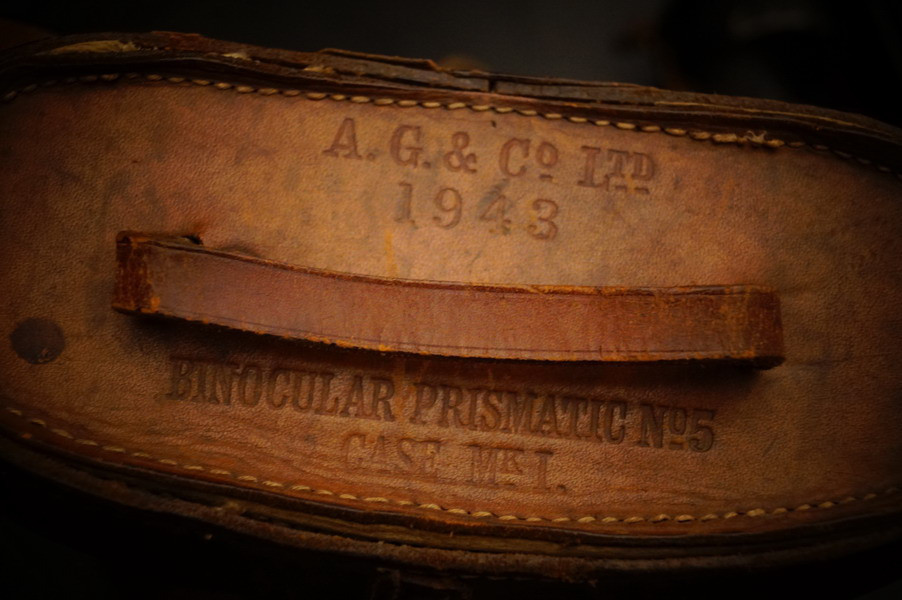 A. G. & Cº LTD
1943
BINOCULAR PRISMATIC Nº5
CASE MK I.